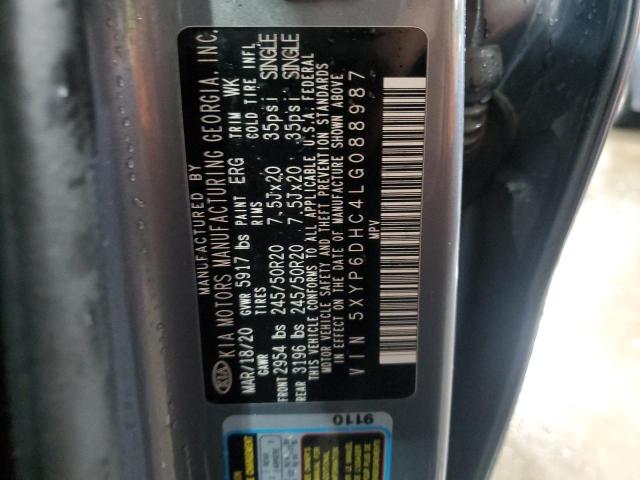 KIA
MANUFACTURED BY
KIA MOTORS MANUFACTURING GEORGIA, INC.
MAR/18/20 GVWR 5917 lbs PAINT ERG TRIM WK
GAWR TIRES RIMS COLD TIRE INFL
FRONT 2954 lbs 245/50R20 7.5Jx20 35psi SINGLE
REAR 3196 lbs 245/50R20 7.5Jx20 35psi SINGLE
THIS VEHICLE CONFORMS TO ALL APPLICABLE U.S.A. FEDERAL
MOTOR VEHICLE SAFETY AND THEFT PREVENTION STANDARDS
IN EFFECT ON THE DATE OF MANUFACTURE SHOWN ABOVE
VIN 5XYP6DHC4LG088987
MPV
9110